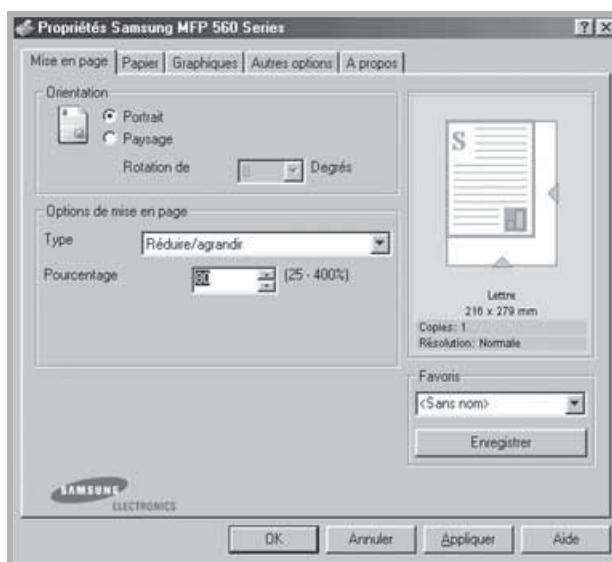 Propriétés Samsung MFP 560 Series
Mise en page
Papier
Graphiques
Autres options
A propos
Orientation
Portrait
Paysage
Rotation de
0
Degrés
Options de mise en page
Type
Réduire/agrandir
Pourcentage
80
(25 - 400%)
S
Lettre
216 x 279 mm
Copies: 1
Résolution: Normale
Favoris
<Sans nom>
Enregistrer
SAMSUNG
ELECTRONICS
OK
Annuler
Appliquer
Aide